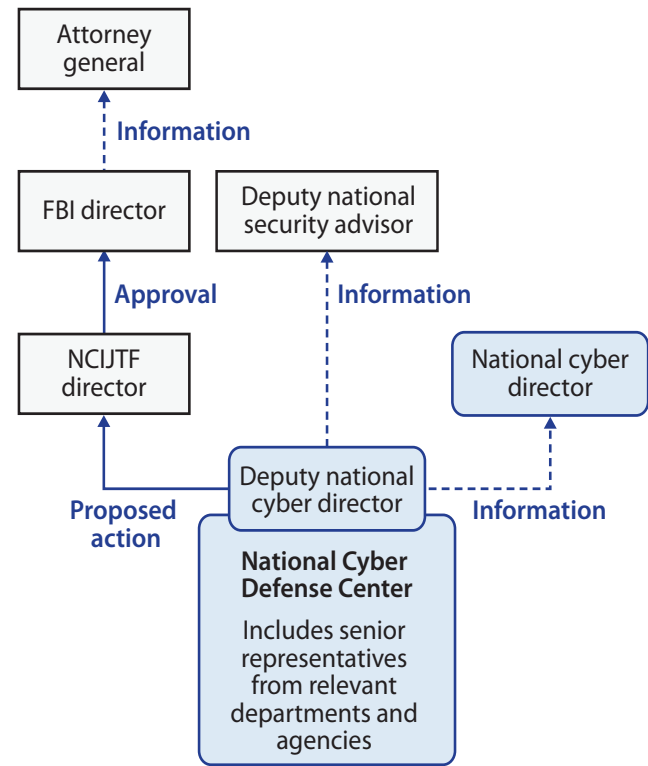 Attorney
general
Information
FBI director
Deputy national
security advisor
Approval
Information
NCIJTF
director
National cyber
director
Deputy national
cyber director
Proposed
action
Information
National Cyber
Defense Center
Includes senior
representatives
from relevant
departments and
agencies